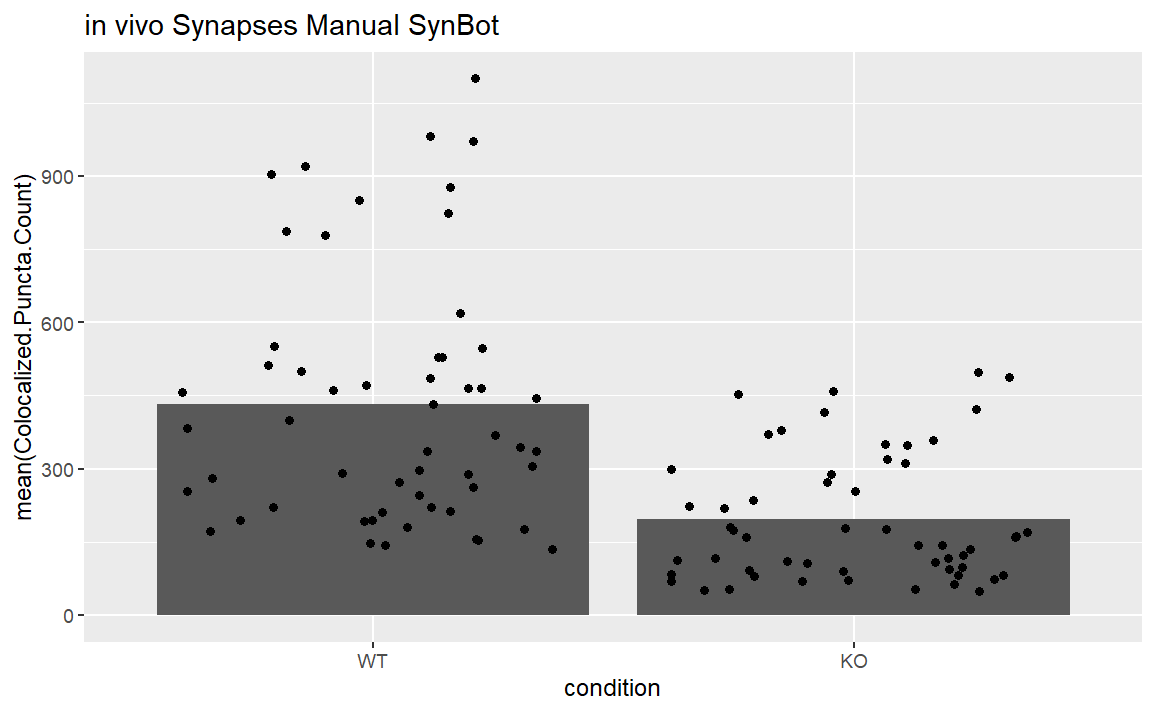 in vivo Synapses Manual SynBot
mean(Colocalized.Puncta.Count)
900
600
300
0
WT KO
condition